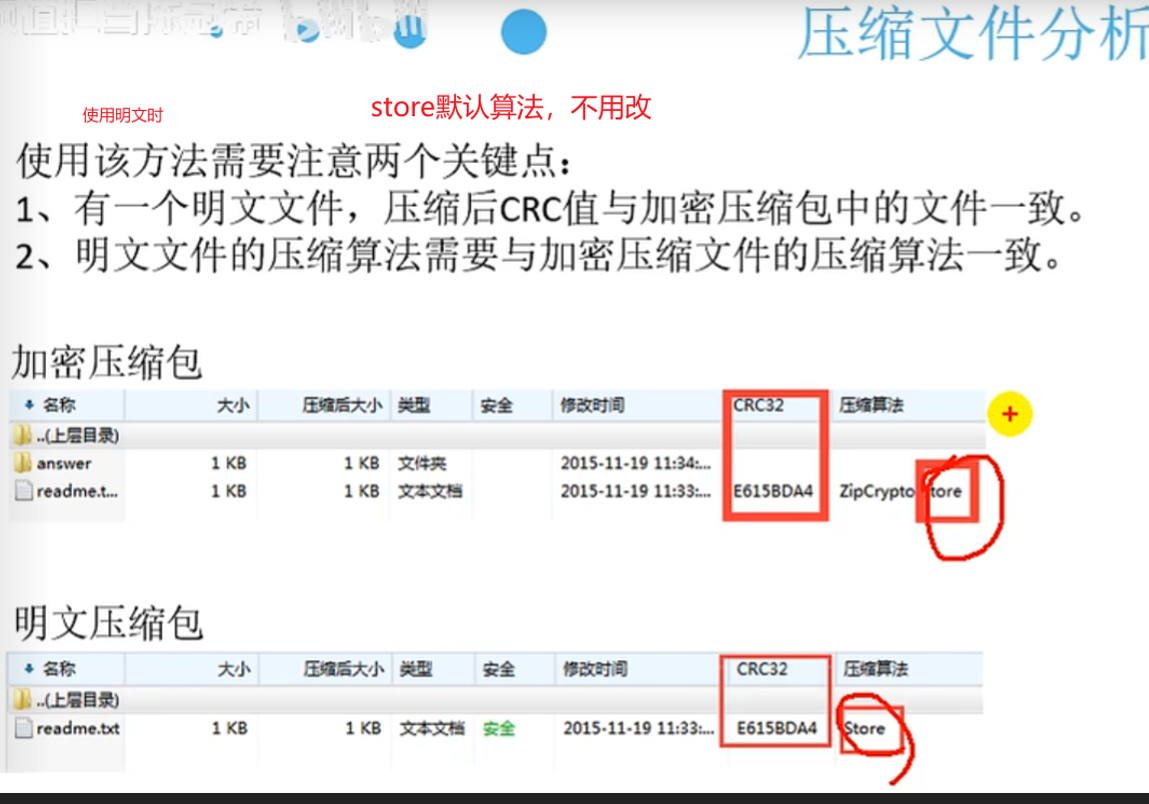 压缩文件分析
使用明文时
store默认算法，不用改
使用该方法需要注意两个关键点：
1、有一个明文文件，压缩后CRC值与加密压缩包中的文件一致。
2、明文文件的压缩算法需要与加密压缩文件的压缩算法一致。
加密压缩包
名称 大小 压缩后大小 类型 安全 修改时间 CRC32 压缩算法
..(上层目录)
answer 1 KB 1 KB 文件夹 2015-11-19 11:34:...
readme.t... 1 KB 1 KB 文本文档 2015-11-19 11:33:... E615BDA4 ZipCrypto Store
明文压缩包
名称 大小 压缩后大小 类型 安全 修改时间 CRC32 压缩算法
..(上层目录)
readme.txt 1 KB 1 KB 文本文档 安全 2015-11-19 11:33:... E615BDA4 Store